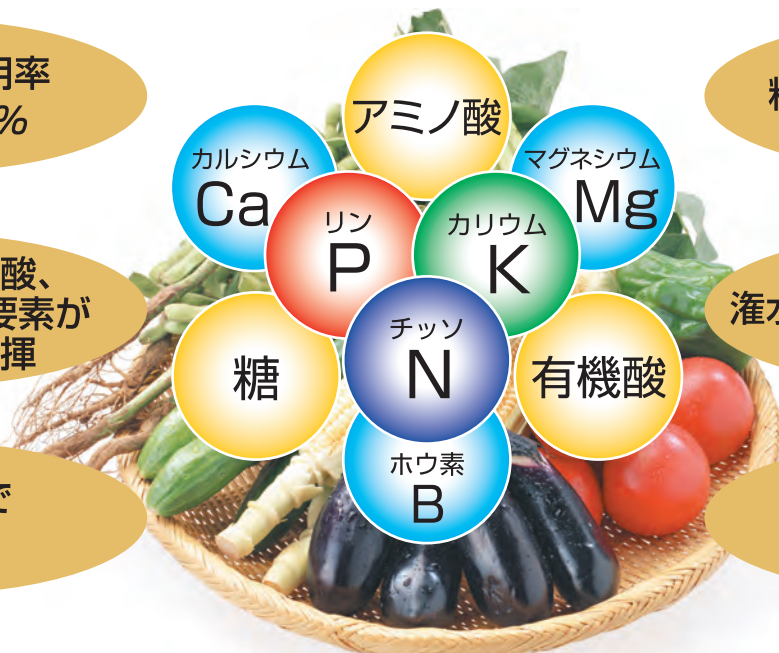 用率
%
アミノ酸
カルシウム
Ca
マグネシウム
Mg
リン
P
カリウム
K
酸、
要素が
揮
チッソ
N
糖
有機酸
潅水
ホウ素
B
で